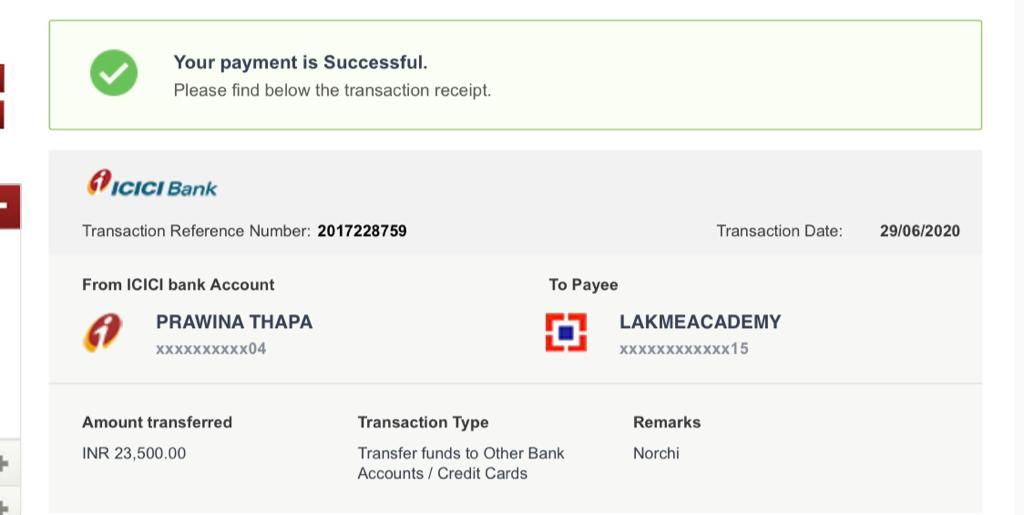 Your payment is Successful.
Please find below the transaction receipt.
ICICI Bank
Transaction Reference Number: 2017228759
Transaction Date: 29/06/2020
From ICICI bank Account
To Payee
PRAWINA THAPA
LAKMEACADEMY
xxxxxxxxxx04
xxxxxxxxxxxx15
Amount transferred
Transaction Type
Remarks
INR 23,500.00
Transfer funds to Other Bank
Accounts / Credit Cards
Norchi